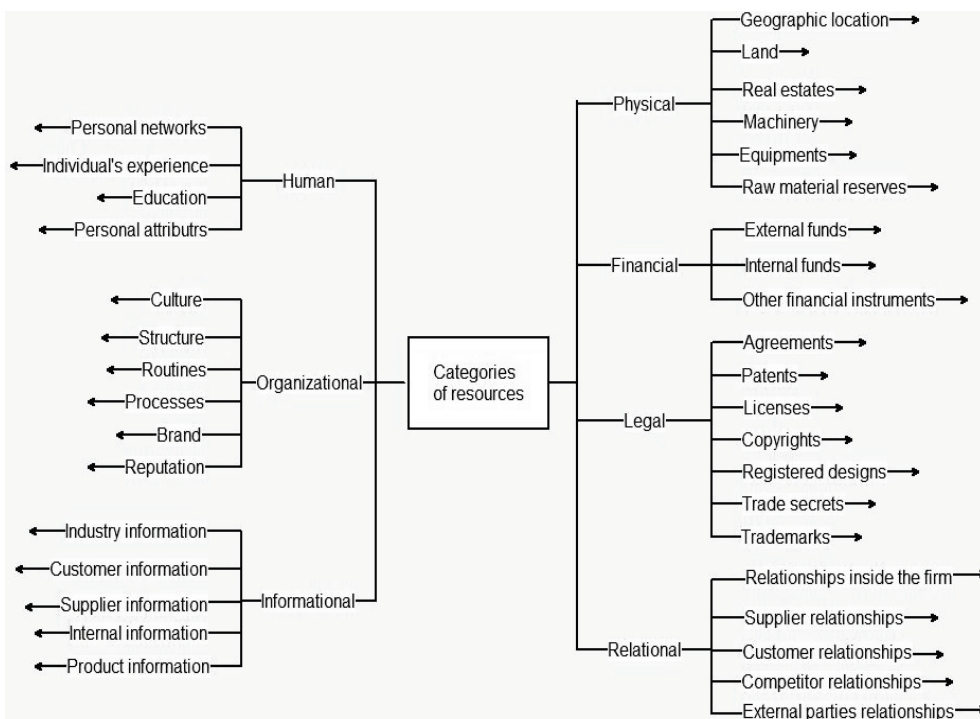 Personal networks
Individual's experience
Education
Personal attributrs
Human
Culture
Structure
Routines
Processes
Brand
Reputation
Organizational
Industry information
Customer information
Supplier information
Internal information
Product information
Informational
Categories
of resources
Physical
Geographic location
Land
Real estates
Machinery
Equipments
Raw material reserves
Financial
External funds
Internal funds
Other financial instruments
Legal
Agreements
Patents
Licenses
Copyrights
Registered designs
Trade secrets
Trademarks
Relational
Relationships inside the firm
Supplier relationships
Customer relationships
Competitor relationships
External parties relationships